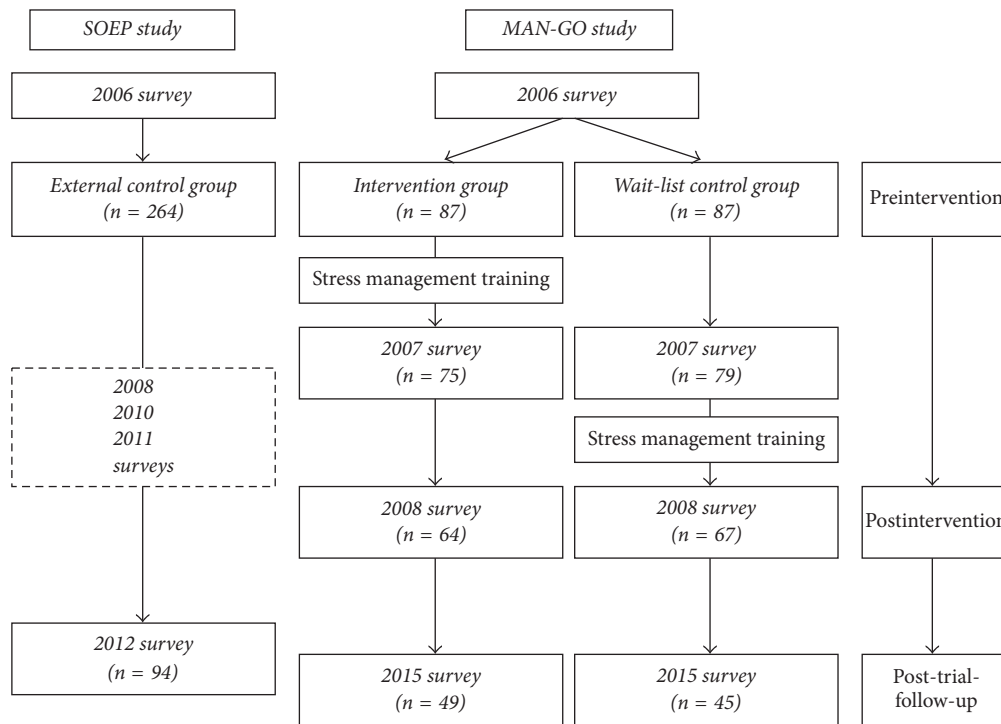 SOEP study
MAN-GO study
2006 survey
2006 survey
External control group
(n = 264)
Intervention group
(n = 87)
Wait-list control group
(n = 87)
Preintervention
Stress management training
2007 survey
(n = 75)
2007 survey
(n = 79)
2008
2010
2011
surveys
Stress management training
2008 survey
(n = 64)
2008 survey
(n = 67)
Postintervention
2012 survey
(n = 94)
2015 survey
(n = 49)
2015 survey
(n = 45)
Post-trial-
follow-up